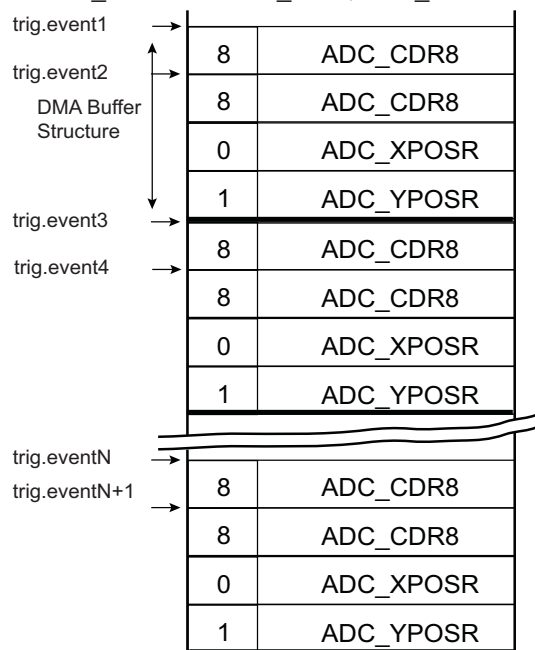 trig.event1
8 ADC_CDR8
trig.event2
8 ADC_CDR8
DMA Buffer
Structure
0 ADC_XPOSR
1 ADC_YPOSR
trig.event3
8 ADC_CDR8
trig.event4
8 ADC_CDR8
0 ADC_XPOSR
1 ADC_YPOSR
trig.eventN
8 ADC_CDR8
trig.eventN+1
8 ADC_CDR8
0 ADC_XPOSR
1 ADC_YPOSR